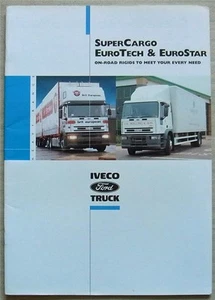 SUPERCARGO
EUROTECH & EUROSTAR
ON-ROAD RIGIDS TO MEET YOUR EVERY NEED
IVECO
Ford
TRUCK